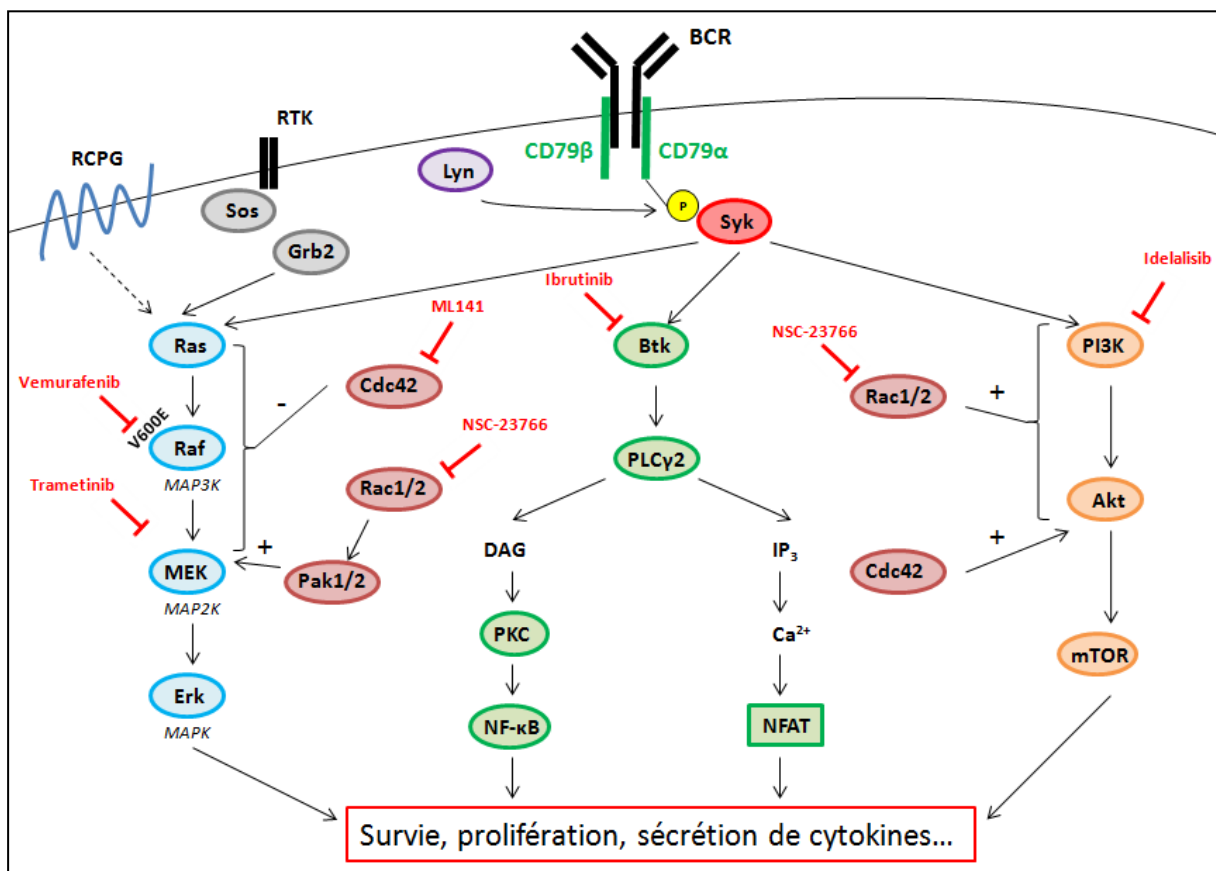 BCR
RTK
RCPG
CD79β
CD79α
Lyn
P
Sos
Syk
Grb2
Idelalisib
Ibrutinib
ML141
NSC-23766
Ras
Btk
PI3K
Vemurafenib
Cdc42
-
Rac1/2
+
V600E
NSC-23766
Raf
MAP3K
PLCγ2
Trametinib
Rac1/2
Akt
+
DAG
IP₃
+
MEK
Pak1/2
Cdc42
MAP2K
PKC
Ca²⁺
mTOR
Erk
MAPK
NF-κB
NFAT
Survie, prolifération, sécrétion de cytokines…